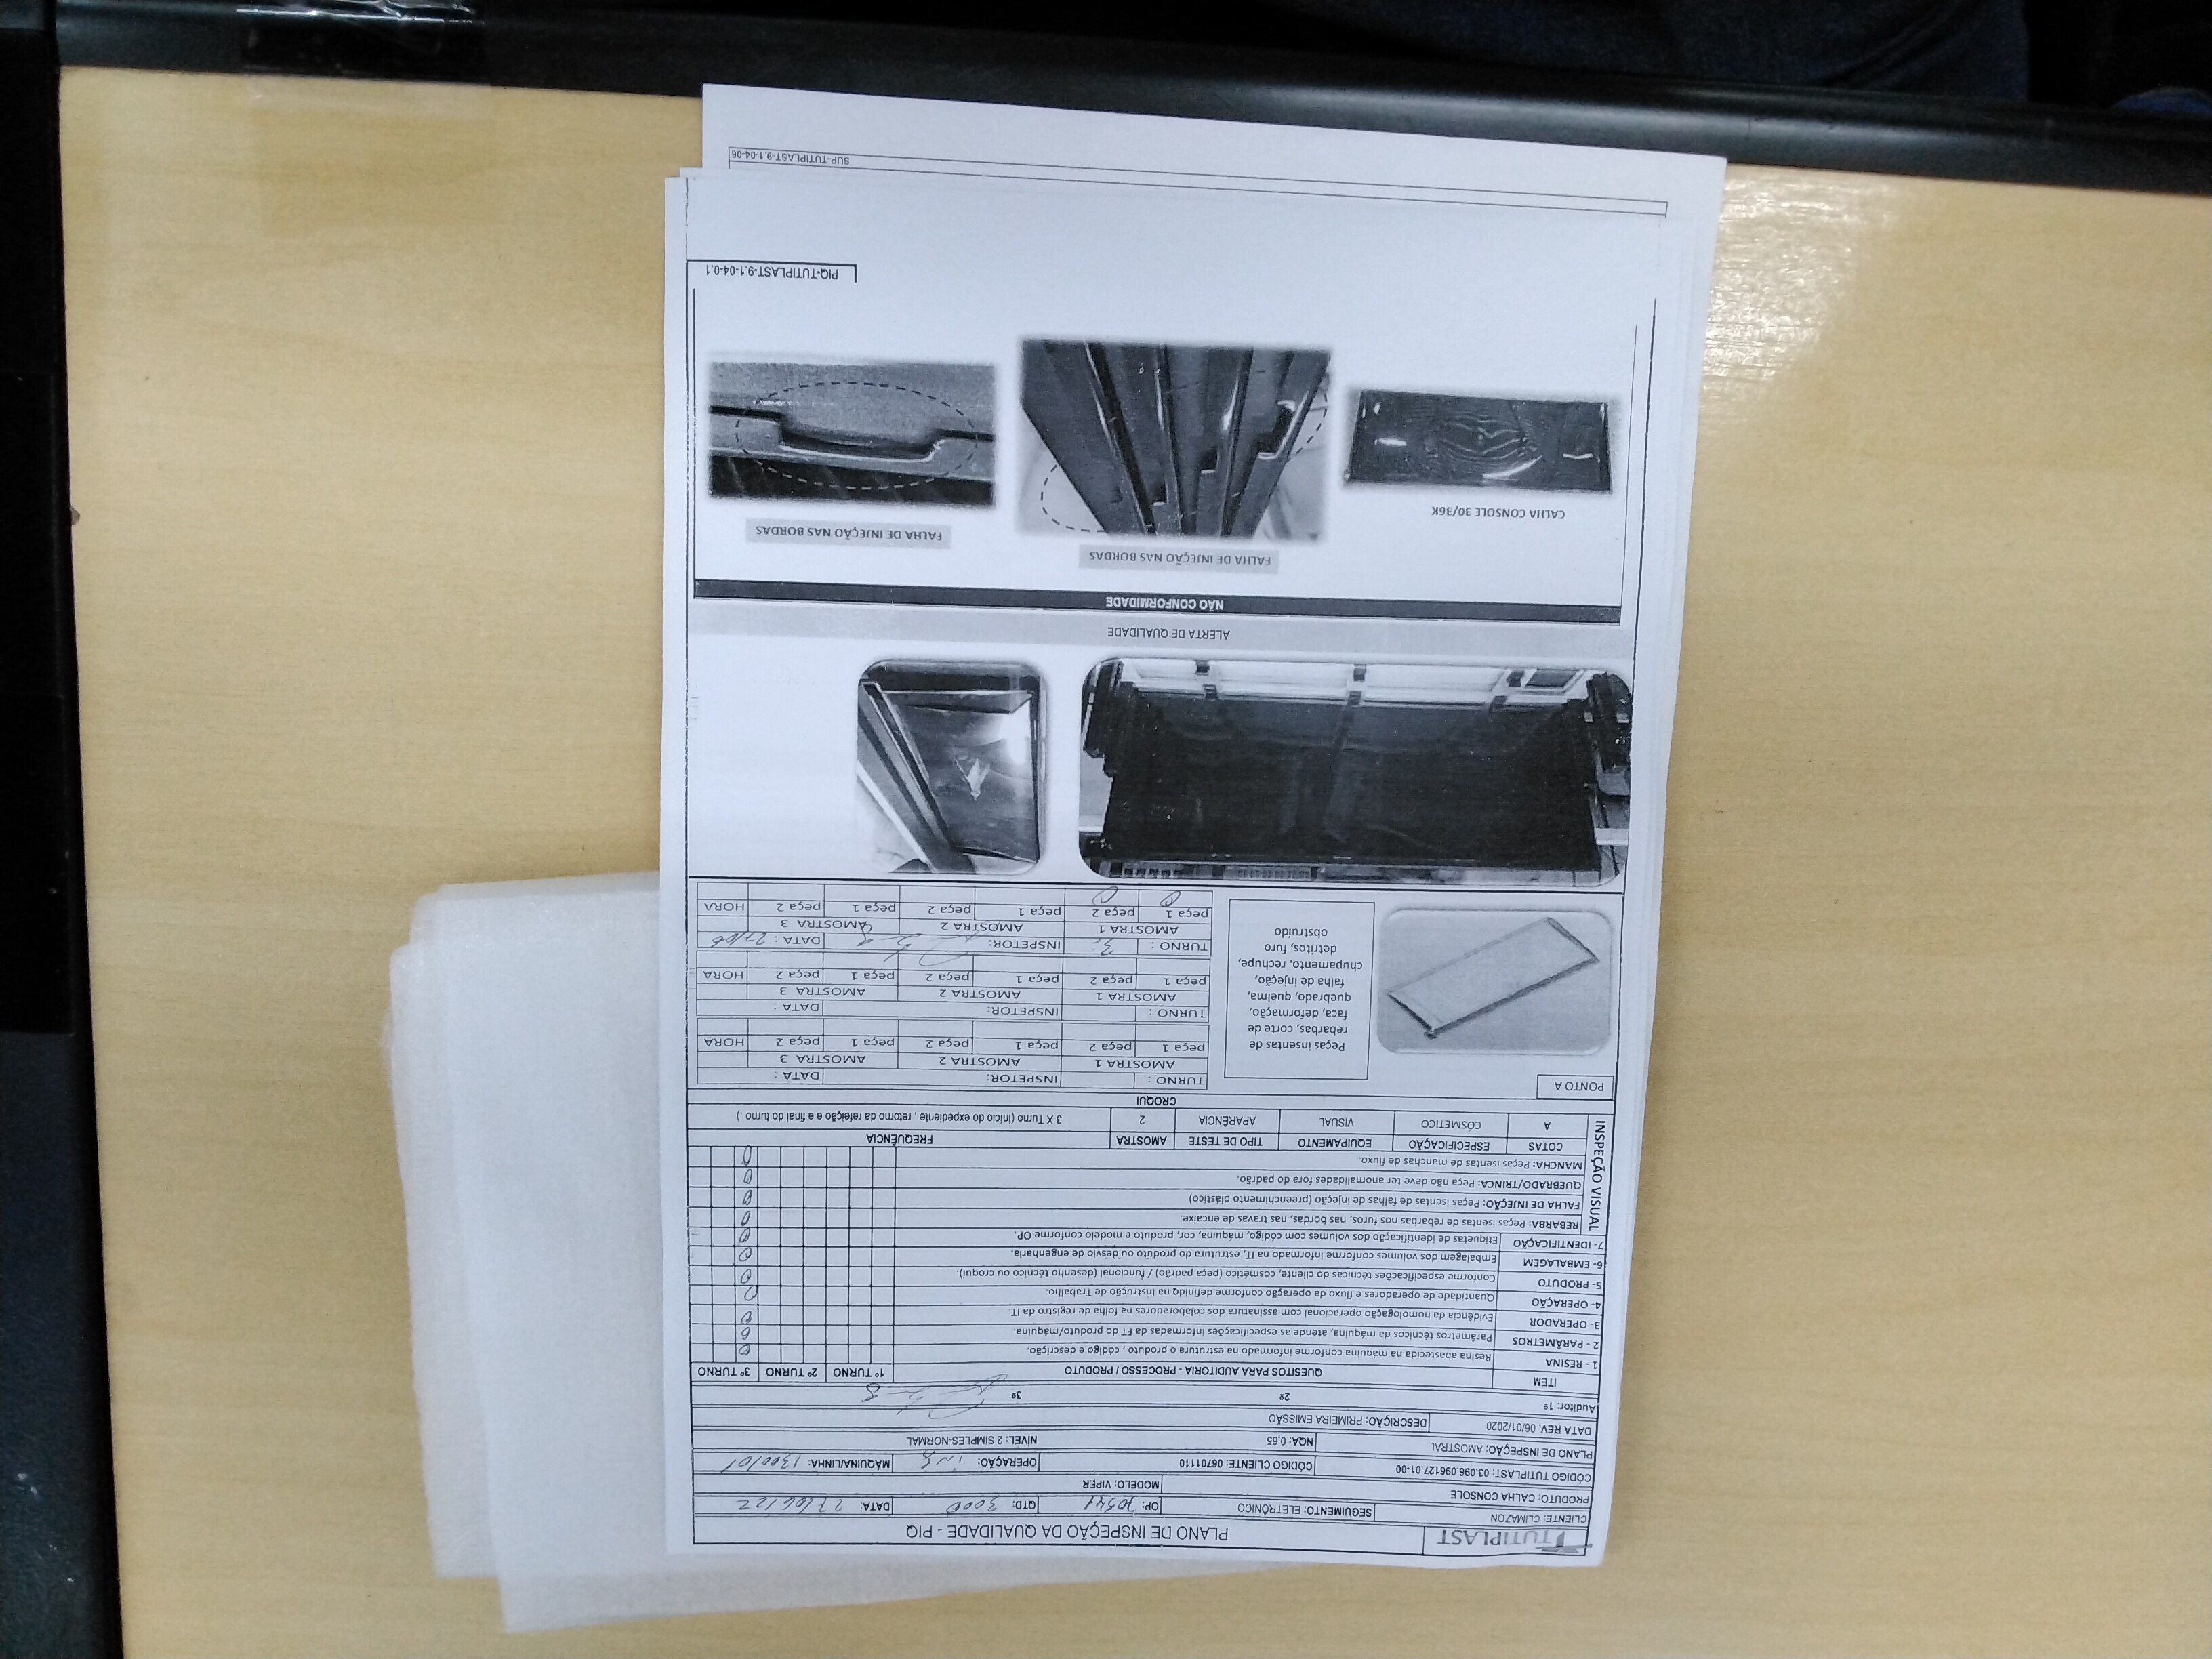 TUTIPLAST
PLANO DE INSPEÇÃO DA QUALIDADE - PIQ
CLIENTE: CLIMAZON SEGUIMENTO: ELETRÔNICO OP: 70541 QTD: 3000 DATA: 27/06/22
PRODUTO: CALHA CONSOLE MODELO: VIPER
CÓDIGO TUTIPLAST: 03.096.096127.01-00 CÓDIGO CLIENTE: 06701110 OPERAÇÃO: inj MÁQUINA/LINHA: 1300/01
PLANO DE INSPEÇÃO: AMOSTRAL NQA: 0,65 NÍVEL: 2 SIMPLES-NORMAL
DATA REV. 06/01/2020 DESCRIÇÃO: PRIMEIRA EMISSÃO
Auditor: 1º 2º 3º
ITEM QUESITOS PARA AUDITORIA - PROCESSO / PRODUTO 1º TURNO 2º TURNO 3º TURNO
1 - RESINA Resina abastecida na máquina conforme informado na estrutura o produto , código e descrição. 0
2 - PARÂMETROS Parâmetros técnicos da máquina, atende as especificações informadas da FT do produto/máquina. 0
3- OPERADOR Evidência da homologação operacional com assinatura dos colaboradores na folha de registro da IT. 0
4- OPERAÇÃO Quantidade de operadores e fluxo da operação conforme definido na Instrução de Trabalho. 0
5- PRODUTO Conforme especificacões técnicas do cliente, cosmético (peça padrão) / funcional (desenho técnico ou croqui). 0
6- EMBALAGEM Embalagem dos volumes conforme informado na IT, estrutura do produto ou desvio de engenharia. 0
7- IDENTIFICAÇÃO Etiquetas de identificação dos volumes com código, máquina, cor, produto e modelo conforme OP. 0
INSPEÇÃO VISUAL
REBARBA: Peças isentas de rebarbas nos furos, nas bordas, nas travas de encaixe. 0
FALHA DE INJEÇÃO: Peças isentas de falhas de injeção (preenchimento plástico) 0
QUEBRADO/TRINCA: Peça não deve ter anomalidades fora do padrão. 0
MANCHA: Peças isentas de manchas de fluxo. 0
COTAS ESPECIFICAÇÃO EQUIPAMENTO TIPO DE TESTE AMOSTRA FREQUÊNCIA
A CÓSMETICO VISUAL APARÊNCIA 2 3 X Turno (Início do expediente , retorno da refeição e e final do turno .)
CROQUI
PONTO A
Peças insentas de
rebarbas, corte de
faca, deformação,
quebrado, queima,
falha de injeção,
chupamento, rechupe,
detritos, furo
obstruído
TURNO : INSPETOR: DATA :
AMOSTRA 1 AMOSTRA 2 AMOSTRA 3
peça 1 peça 2 peça 1 peça 2 peça 1 peça 2 HORA
TURNO : INSPETOR: DATA :
AMOSTRA 1 AMOSTRA 2 AMOSTRA 3
peça 1 peça 2 peça 1 peça 2 peça 1 peça 2 HORA
TURNO : 3º INSPETOR: DATA : 27/06
AMOSTRA 1 AMOSTRA 2 AMOSTRA 3
peça 1 peça 2 peça 1 peça 2 peça 1 peça 2 HORA
0 0
ALERTA DE QUALIDADE
NÃO CONFORMIDADE
CALHA CONSOLE 30/36K
FALHA DE INJEÇÃO NAS BORDAS
FALHA DE INJEÇÃO NAS BORDAS
PIQ-TUTIPLAST-9.1-04-0.1
SUP-TUTIPLAST-9.1-04-06